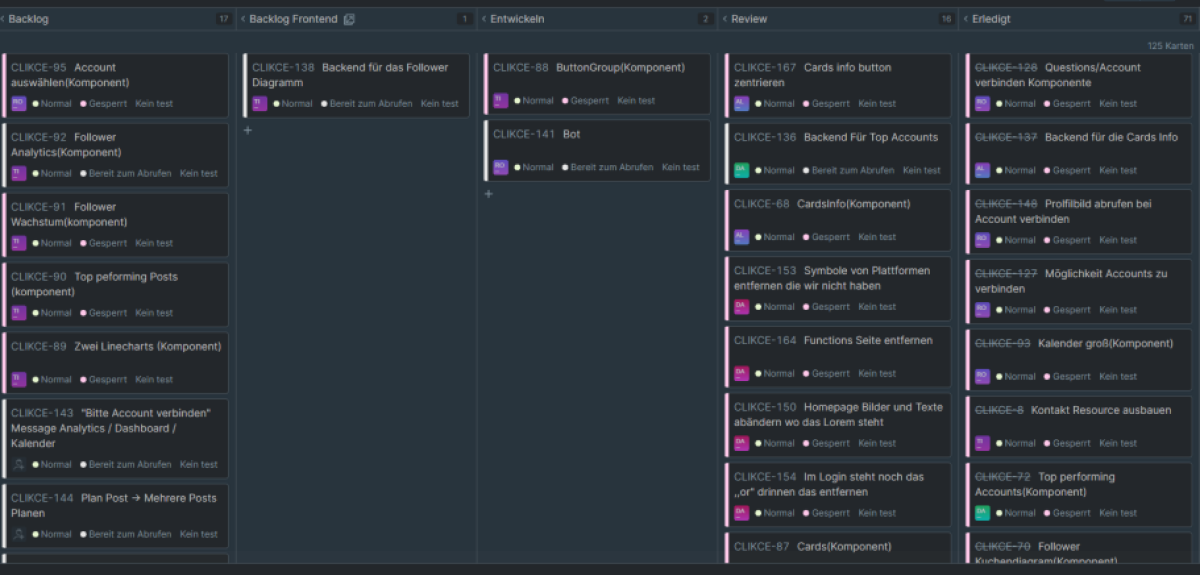 Backlog 17
Backlog Frontend 1
Entwickeln 2
Review 16
Erledigt 71
125 Karten
CLIKCE-95 Account
auswählen(Komponent)
RO Normal Gesperrt Kein test
CLIKCE-92 Follower
Analytics(Komponent)
TI Normal Bereit zum Abrufen Kein test
CLIKCE-91 Follower
Wachstum(komponent)
TI Normal Gesperrt Kein test
CLIKCE-90 Top peforming Posts
(komponent)
TI Normal Gesperrt Kein test
CLIKCE-89 Zwei Linecharts (Komponent)
TI Normal Gesperrt Kein test
CLIKCE-143 "Bitte Account verbinden"
Message Analytics / Dashboard /
Kalender
Normal Bereit zum Abrufen Kein test
CLIKCE-144 Plan Post → Mehrere Posts
Planen
Normal Bereit zum Abrufen Kein test
CLIKCE-138 Backend für das Follower
Diagramm
TI Normal Bereit zum Abrufen Kein test
+
CLIKCE-88 ButtonGroup(Komponent)
TI Normal Gesperrt Kein test
CLIKCE-141 Bot
RO Normal Bereit zum Abrufen Kein test
+
CLIKCE-167 Cards info button
zentrieren
AL Normal Gesperrt Kein test
CLIKCE-136 Backend Für Top Accounts
DA Normal Bereit zum Abrufen Kein test
CLIKCE-68 CardsInfo(Komponent)
AL Normal Gesperrt Kein test
CLIKCE-153 Symbole von Plattformen
entfernen die wir nicht haben
DA Normal Gesperrt Kein test
CLIKCE-164 Functions Seite entfernen
DA Normal Gesperrt Kein test
CLIKCE-150 Homepage Bilder und Texte
abändern wo das Lorem steht
DA Normal Gesperrt Kein test
CLIKCE-154 Im Login steht noch das
,,or" drinnen das entfernen
DA Normal Gesperrt Kein test
CLIKCE-87 Cards(Komponent)
CLIKCE-128 Questions/Account
verbinden Komponente
RO Normal Gesperrt Kein test
CLIKCE-137 Backend für die Cards Info
AL Normal Gesperrt Kein test
CLIKCE-148 Prolfilbild abrufen bei
Account verbinden
RO Normal Gesperrt Kein test
CLIKCE-127 Möglichkeit Accounts zu
verbinden
RO Normal Gesperrt Kein test
CLIKCE-93 Kalender groß(Komponent)
RO Normal Gesperrt Kein test
CLIKCE-8 Kontakt Resource ausbauen
TI Normal Gesperrt Kein test
CLIKCE-72 Top performing
Accounts(Komponent)
DA Normal Gesperrt Kein test
CLIKCE-70 Follower
Kuchendiagram(Komponent)